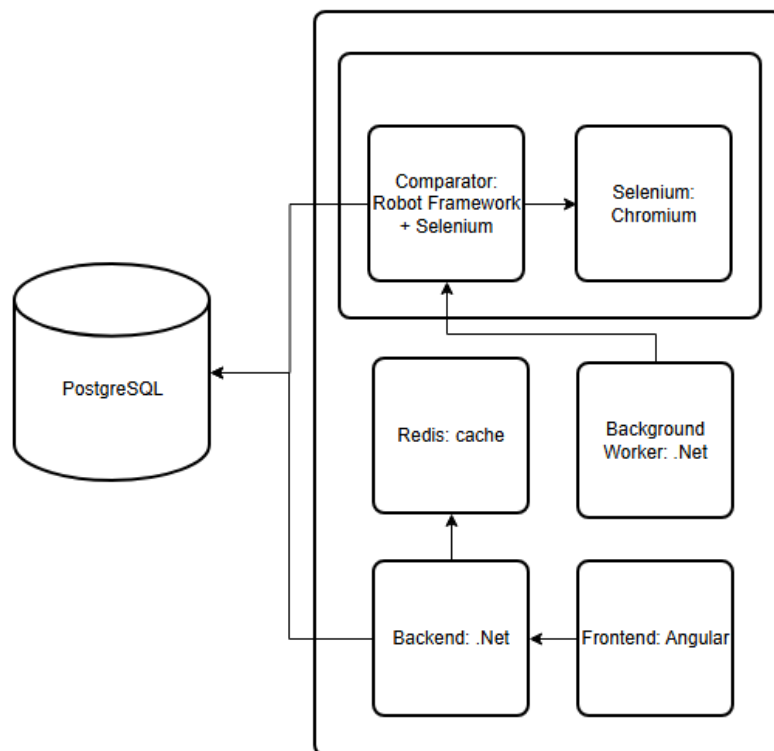 Comparator:
Robot Framework
+ Selenium
Selenium:
Chromium
PostgreSQL
Redis: cache
Background
Worker: .Net
Backend: .Net
Frontend: Angular